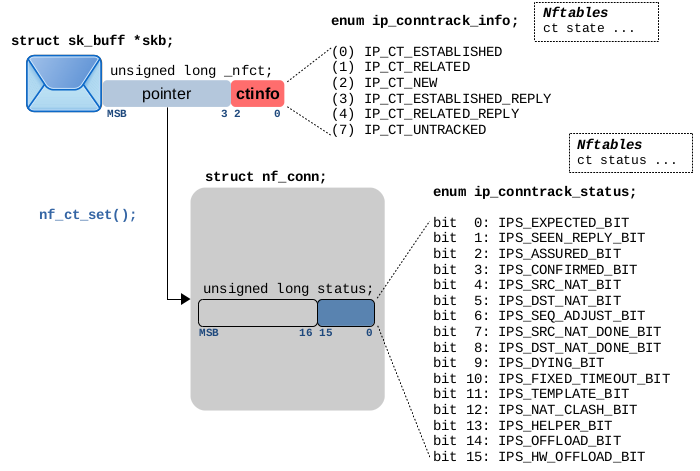 enum ip_conntrack_info;
Nftables
ct state ...
struct sk_buff *skb;
unsigned long _nfct;
pointer
ctinfo
MSB 3 2 0
(0) IP_CT_ESTABLISHED
(1) IP_CT_RELATED
(2) IP_CT_NEW
(3) IP_CT_ESTABLISHED_REPLY
(4) IP_CT_RELATED_REPLY
(7) IP_CT_UNTRACKED
Nftables
ct status ...
struct nf_conn;
enum ip_conntrack_status;
nf_ct_set();
unsigned long status;
MSB 16 15 0
bit 0: IPS_EXPECTED_BIT
bit 1: IPS_SEEN_REPLY_BIT
bit 2: IPS_ASSURED_BIT
bit 3: IPS_CONFIRMED_BIT
bit 4: IPS_SRC_NAT_BIT
bit 5: IPS_DST_NAT_BIT
bit 6: IPS_SEQ_ADJUST_BIT
bit 7: IPS_SRC_NAT_DONE_BIT
bit 8: IPS_DST_NAT_DONE_BIT
bit 9: IPS_DYING_BIT
bit 10: IPS_FIXED_TIMEOUT_BIT
bit 11: IPS_TEMPLATE_BIT
bit 12: IPS_NAT_CLASH_BIT
bit 13: IPS_HELPER_BIT
bit 14: IPS_OFFLOAD_BIT
bit 15: IPS_HW_OFFLOAD_BIT